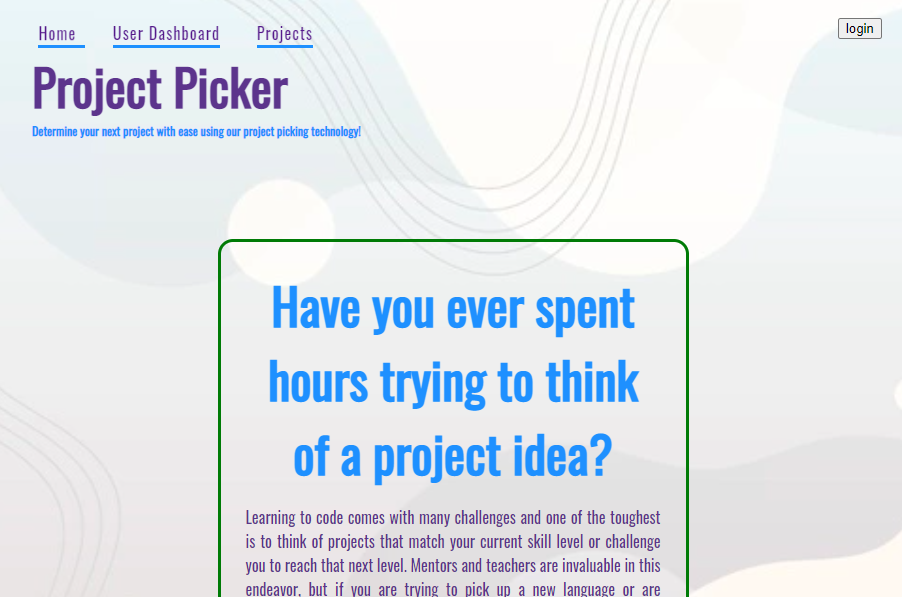 Home User Dashboard Projects login
Project Picker
Determine your next project with ease using our project picking technology!
Have you ever spent
hours trying to think
of a project idea?
Learning to code comes with many challenges and one of the toughest
is to think of projects that match your current skill level or challenge
you to reach that next level. Mentors and teachers are invaluable in this
endeavor, but if you are trying to pick up a new language or are